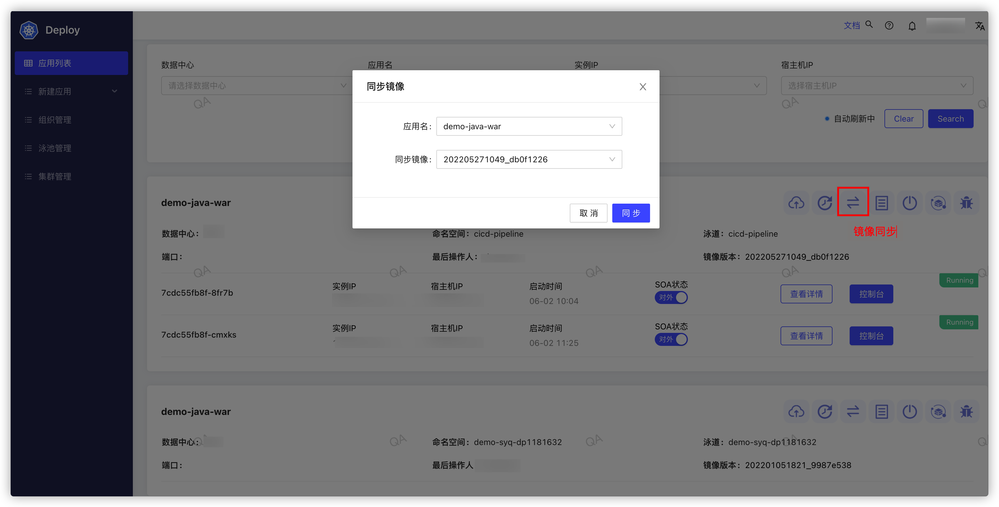 Deploy
文档
应用列表
新建应用
组织管理
泳池管理
集群管理
数据中心
应用名
实例IP
宿主机IP
请选择数据中心
选择宿主机IP
QA
QA
自动刷新中
Clear
Search
同步镜像
应用名:
demo-java-war
同步镜像:
202205271049_db0f1226
取 消
同 步
demo-java-war
镜像同步
数据中心:
命名空间: cicd-pipeline
泳道: cicd-pipeline
端口:
最后操作人:
镜像版本: 202205271049_db0f1226
QA
QA
QA
QA
7cdc55fb8f-8fr7b
实例IP
宿主机IP
启动时间
06-02 10:04
SOA状态
对外
查看详情
控制台
Running
7cdc55fb8f-cmxks
实例IP
宿主机IP
启动时间
06-02 11:25
SOA状态
对外
查看详情
控制台
Running
demo-java-war
数据中心:
命名空间: demo-syq-dp1181632
泳道: demo-syq-dp1181632
QA
QA
QA
端口:
最后操作人
镜像版本: 202201051821_9987e538